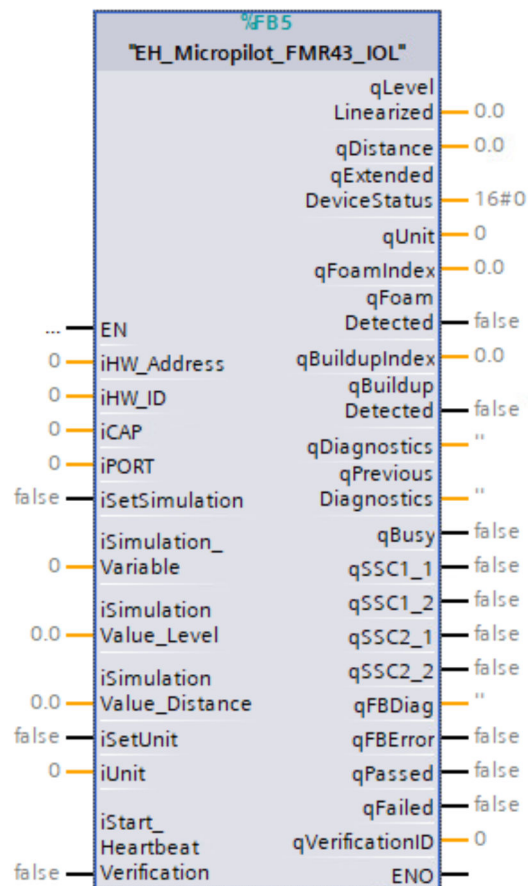 %FB5
"EH_Micropilot_FMR43_IOL"
qLevel
Linearized 0.0
qDistance 0.0
qExtended
DeviceStatus 16#0
qUnit 0
qFoamIndex 0.0
qFoam
Detected false
... EN
0 iHW_Address
qBuildupIndex 0.0
qBuildup
0 iHW_ID
Detected false
0 iCAP
qDiagnostics ''
0 iPORT
qPrevious
false iSetSimulation
Diagnostics ''
qBusy false
iSimulation_
0 Variable
qSSC1_1 false
qSSC1_2 false
iSimulation
0.0 Value_Level
qSSC2_1 false
qSSC2_2 false
iSimulation
0.0 Value_Distance
qFBDiag ''
false iSetUnit
qFBError false
0 iUnit
qPassed false
qFailed false
iStart_
Heartbeat
qVerificationID 0
false Verification
ENO